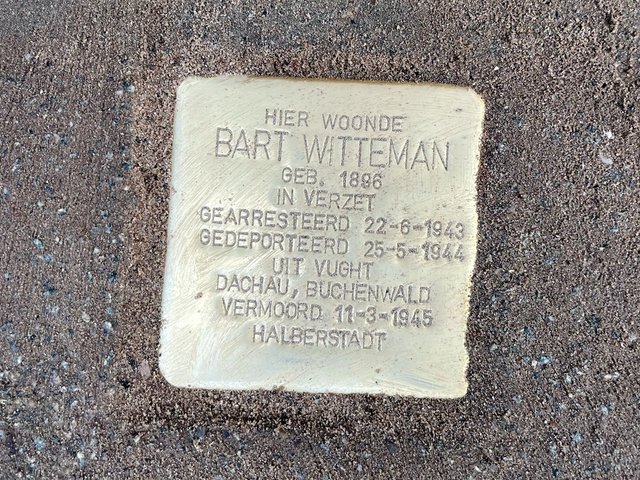 HIER WOONDE
BART WITTEMAN
GEB. 1896
IN VERZET
GEARRESTEERD 22-6-1943
GEDEPORTEERD 25-5-1944
UIT VUGHT
DACHAU, BUCHENWALD
VERMOORD 11-3-1945
HALBERSTADT